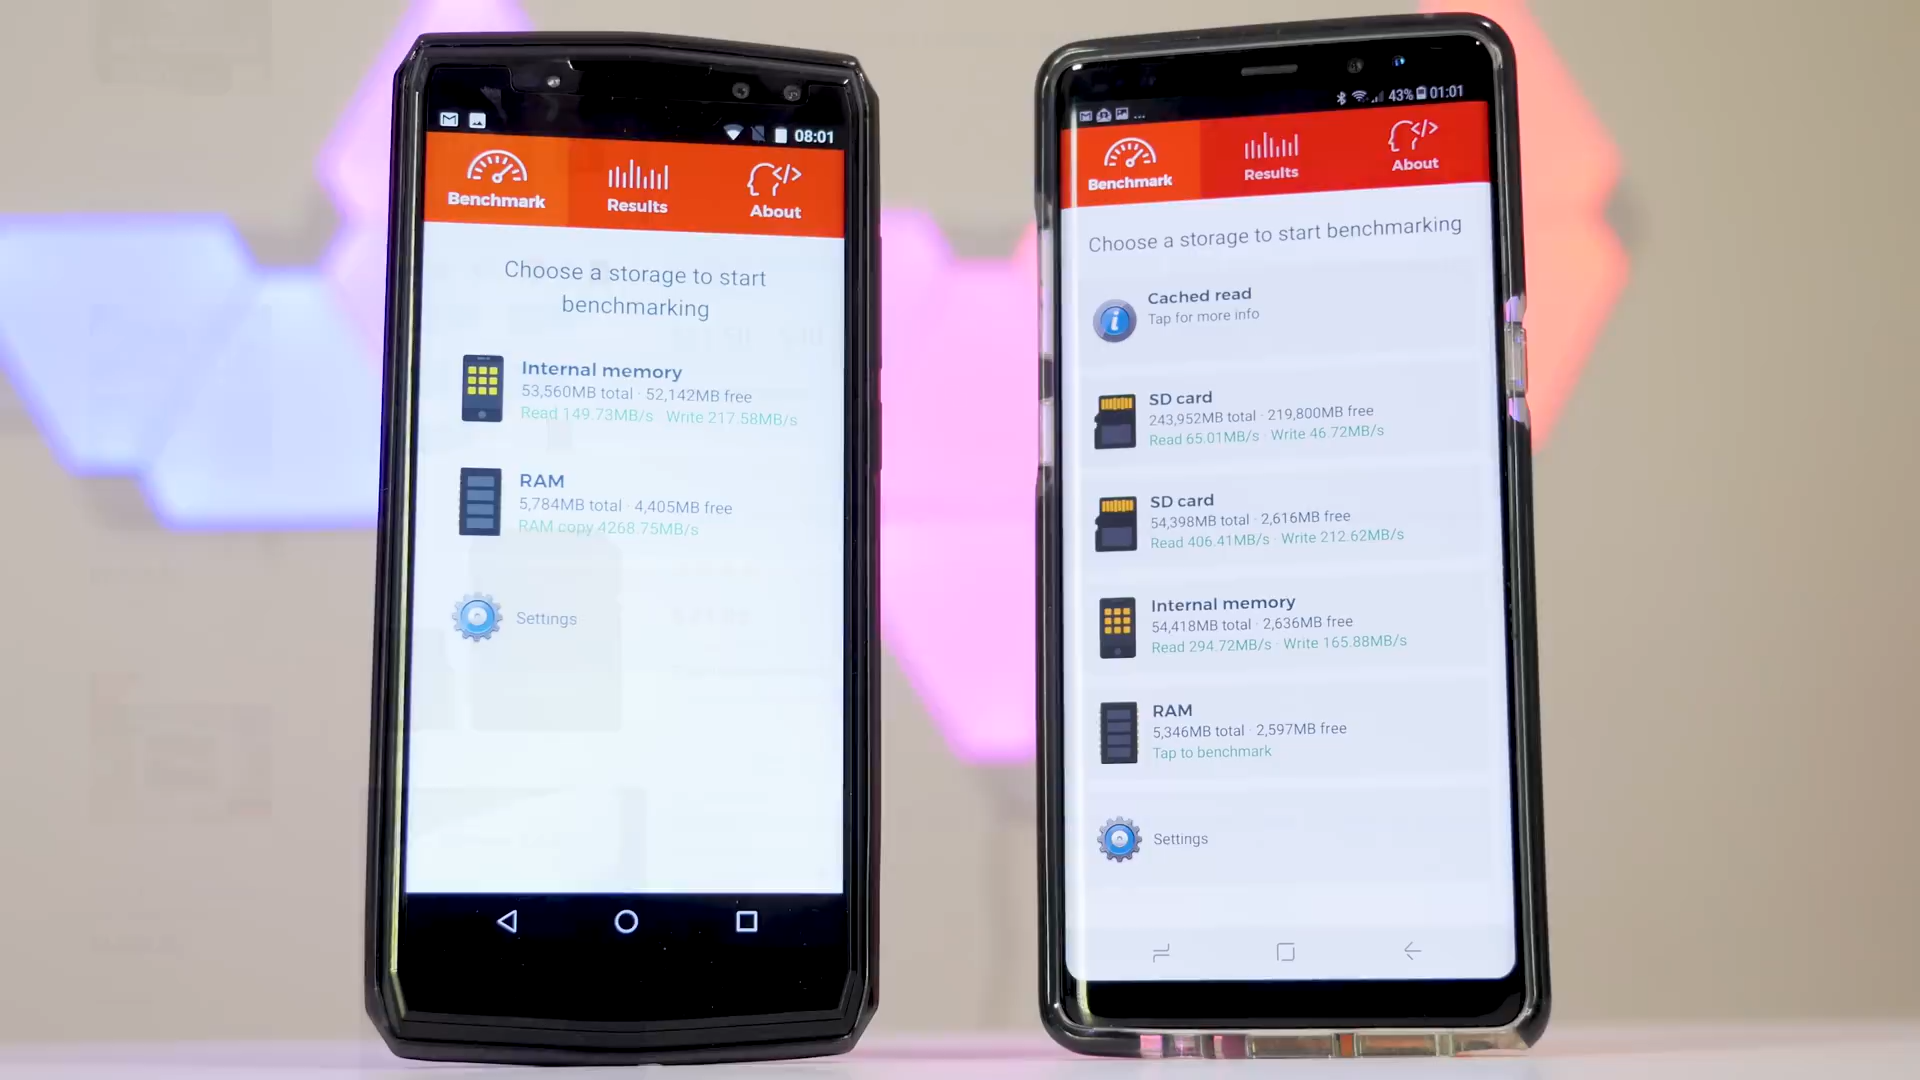 08:01
Benchmark
Results
About
Choose a storage to start
benchmarking
Internal memory
53,560MB total · 52,142MB free
Read 149.73MB/s · Write 217.58MB/s
RAM
5,784MB total · 4,405MB free
RAM copy 4268.75MB/s
Settings
43% 01:01
Benchmark
Results
About
Choose a storage to start benchmarking
Cached read
Tap for more info
SD card
243,952MB total · 219,800MB free
Read 65.01MB/s · Write 46.72MB/s
SD card
54,398MB total · 2,616MB free
Read 406.41MB/s · Write 212.62MB/s
Internal memory
54,418MB total · 2,636MB free
Read 294.72MB/s · Write 165.88MB/s
RAM
5,346MB total · 2,597MB free
Tap to benchmark
Settings